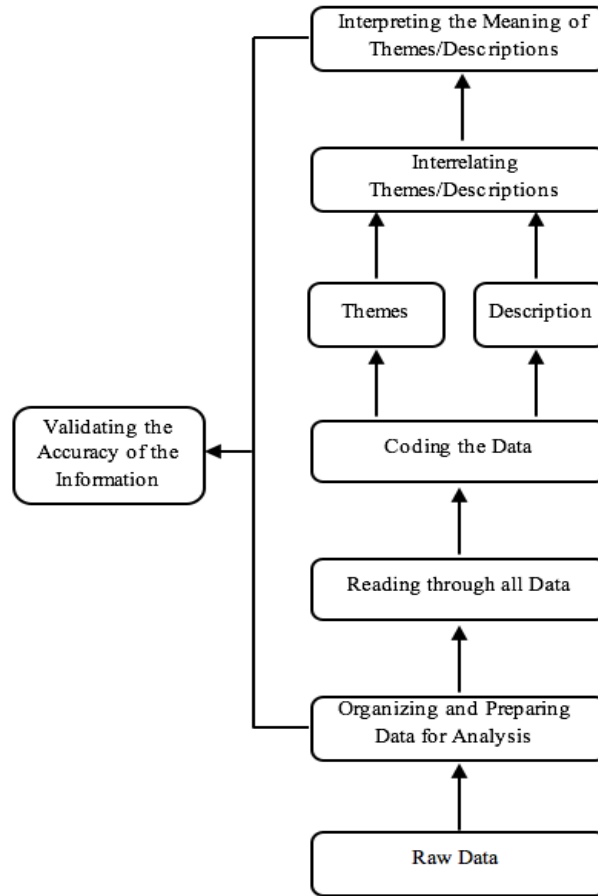 Interpreting the Meaning of
Themes/Descriptions
Interrelating
Themes/Descriptions
Themes
Description
Validating the
Accuracy of the
Information
Coding the Data
Reading through all Data
Organizing and Preparing
Data for Analysis
Raw Data